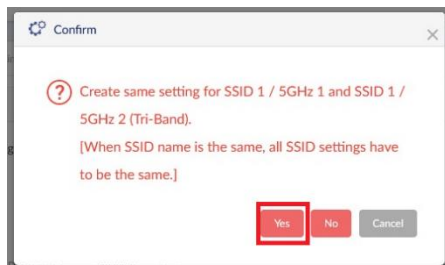 Confirm
Create same setting for SSID 1 / 5GHz 1 and SSID 1 /
5GHz 2 (Tri-Band).
[When SSID name is the same, all SSID settings have
to be the same.]
Yes No Cancel